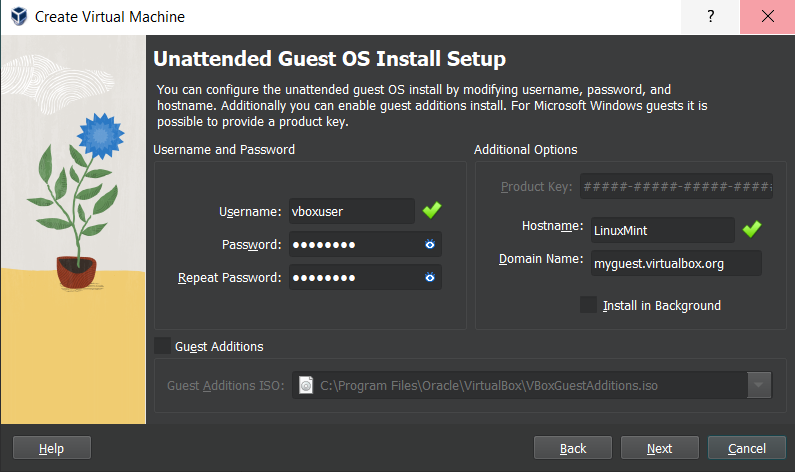 Create Virtual Machine
?
Unattended Guest OS Install Setup
You can configure the unattended guest OS install by modifying username, password, and
hostname. Additionally you can enable guest additions install. For Microsoft Windows guests it is
possible to provide a product key.
Username and Password
Username: vboxuser
Password: ●●●●●●●●
Repeat Password: ●●●●●●●●
Additional Options
Product Key: #####-#####-#####-####
Hostname: LinuxMint
Domain Name: myguest.virtualbox.org
Install in Background
Guest Additions
Guest Additions ISO: C:\Program Files\Oracle\VirtualBox\VBoxGuestAdditions.iso
Help
Back
Next
Cancel